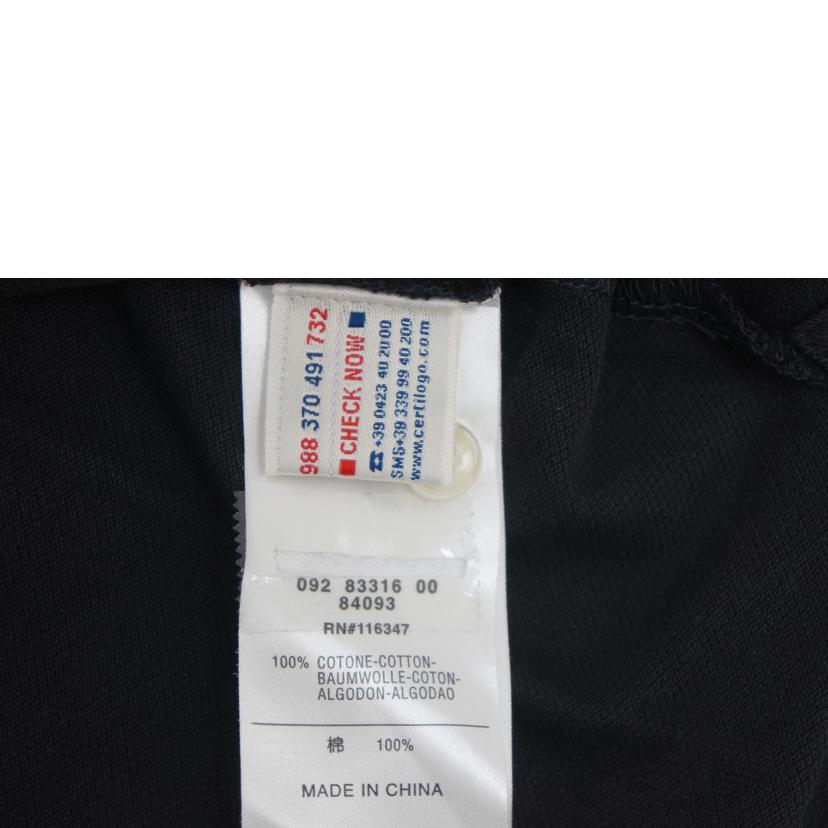 988 370 491 732
CHECK NOW
☎+39 0423 40 20 00
SMS+39 339 99 40 200
www.certilogo.com
092 83316 00
84093
RN#116347
100% COTONE-COTTON-
BAUMWOLLE-COTON-
ALGODON-ALGODAO
棉 100%
MADE IN CHINA